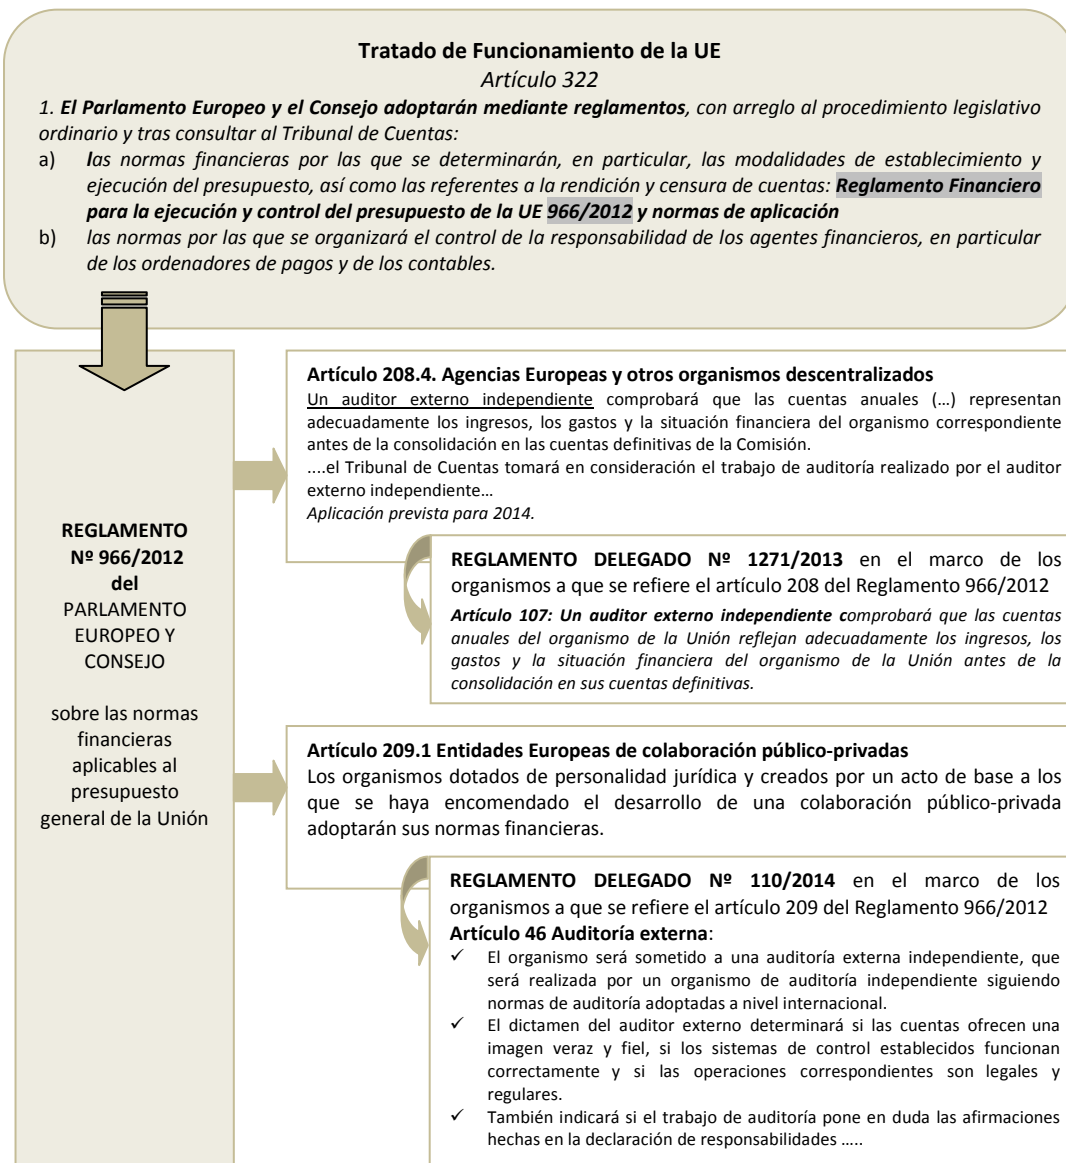 Tratado de Funcionamiento de la UE
Artículo 322
1. El Parlamento Europeo y el Consejo adoptarán mediante reglamentos, con arreglo al procedimiento legislativo
ordinario y tras consultar al Tribunal de Cuentas:
a) las normas financieras por las que se determinarán, en particular, las modalidades de establecimiento y
ejecución del presupuesto, así como las referentes a la rendición y censura de cuentas: Reglamento Financiero
para la ejecución y control del presupuesto de la UE 966/2012 y normas de aplicación
b) las normas por las que se organizará el control de la responsabilidad de los agentes financieros, en particular
de los ordenadores de pagos y de los contables.
REGLAMENTO
Nº 966/2012
del
PARLAMENTO
EUROPEO Y
CONSEJO
sobre las normas
financieras
aplicables al
presupuesto
general de la Unión
Artículo 208.4. Agencias Europeas y otros organismos descentralizados
Un auditor externo independiente comprobará que las cuentas anuales (…) representan
adecuadamente los ingresos, los gastos y la situación financiera del organismo correspondiente
antes de la consolidación en las cuentas definitivas de la Comisión.
....el Tribunal de Cuentas tomará en consideración el trabajo de auditoría realizado por el auditor
externo independiente…
Aplicación prevista para 2014.
REGLAMENTO DELEGADO Nº 1271/2013 en el marco de los
organismos a que se refiere el artículo 208 del Reglamento 966/2012
Artículo 107: Un auditor externo independiente comprobará que las cuentas
anuales del organismo de la Unión reflejan adecuadamente los ingresos, los
gastos y la situación financiera del organismo de la Unión antes de la
consolidación en sus cuentas definitivas.
Artículo 209.1 Entidades Europeas de colaboración público-privadas
Los organismos dotados de personalidad jurídica y creados por un acto de base a los
que se haya encomendado el desarrollo de una colaboración público-privada
adoptarán sus normas financieras.
REGLAMENTO DELEGADO Nº 110/2014 en el marco de los
organismos a que se refiere el artículo 209 del Reglamento 966/2012
Artículo 46 Auditoría externa:
✓ El organismo será sometido a una auditoría externa independiente, que
será realizada por un organismo de auditoría independiente siguiendo
normas de auditoría adoptadas a nivel internacional.
✓ El dictamen del auditor externo determinará si las cuentas ofrecen una
imagen veraz y fiel, si los sistemas de control establecidos funcionan
correctamente y si las operaciones correspondientes son legales y
regulares.
✓ También indicará si el trabajo de auditoría pone en duda las afirmaciones
hechas en la declaración de responsabilidades …..